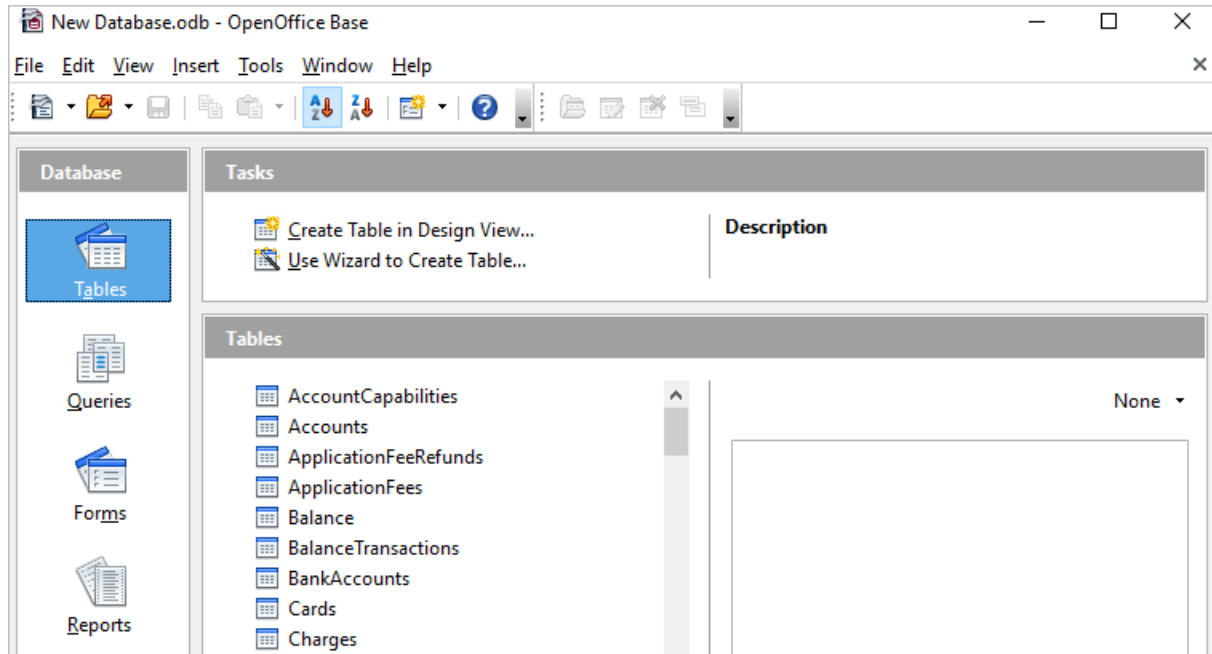 New Database.odb - OpenOffice Base
File Edit View Insert Tools Window Help
Database
Tables
Queries
Forms
Reports
Tasks
Create Table in Design View...
Use Wizard to Create Table...
Description
Tables
AccountCapabilities
Accounts
ApplicationFeeRefunds
ApplicationFees
Balance
BalanceTransactions
BankAccounts
Cards
Charges
None